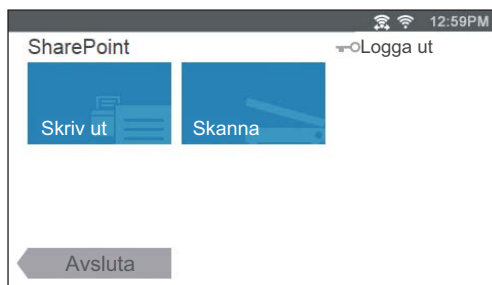 12:59PM
SharePoint
Logga ut
Skriv ut
Skanna
Avsluta